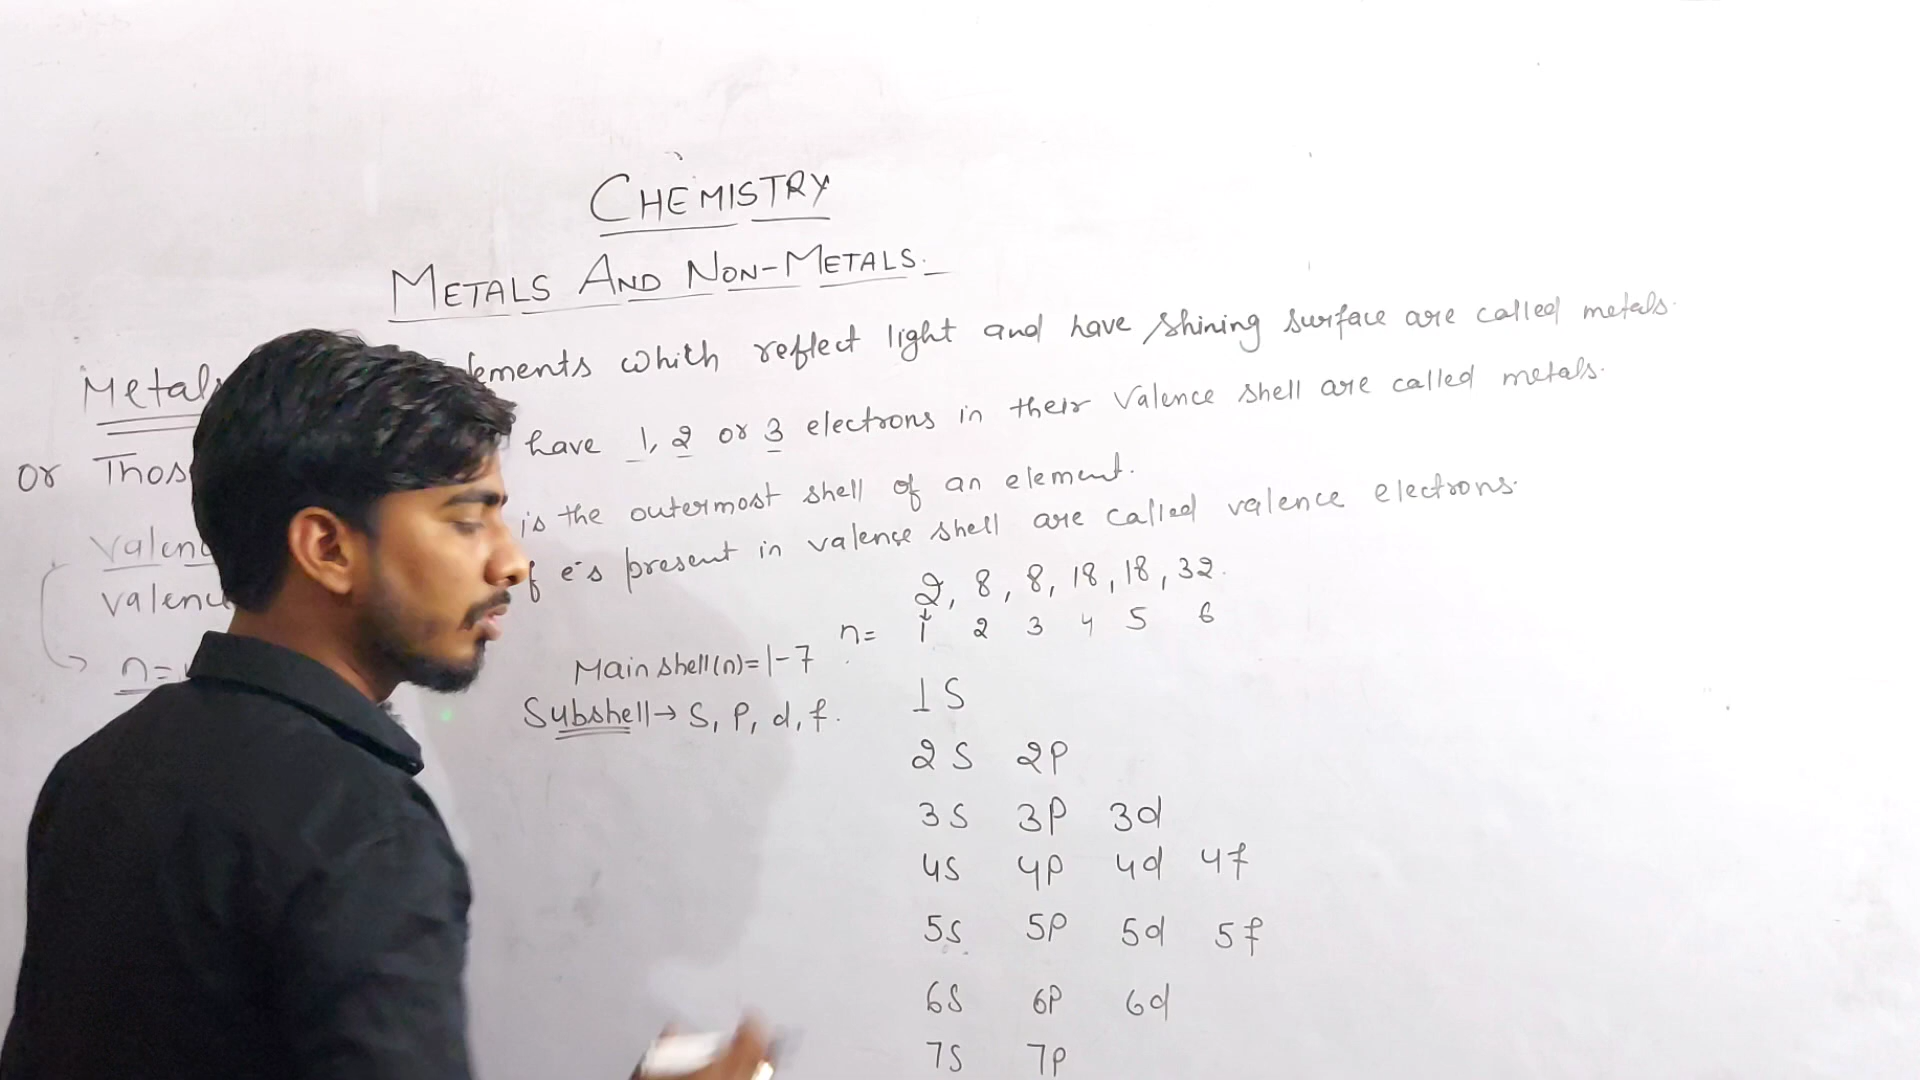 CHEMISTRY
METALS AND NON-METALS.
Metals ements which reflect light and have shining surface are called metals.
or Thos have 1, 2 or 3 electrons in their Valence shell are called metals.
Valenc is the outermost shell of an element.
Valenc f e⁻s present in valence shell are called valence electrons.
2, 8, 8, 18, 18, 32.
n= 1 2 3 4 5 6
n=
Main shell(n)=1-7
Subshell→ S, P, d, f.
1S
2S 2P
3S 3P 3d
4S 4P 4d 4f
5S 5P 5d 5f
6S 6P 6d
7S 7P